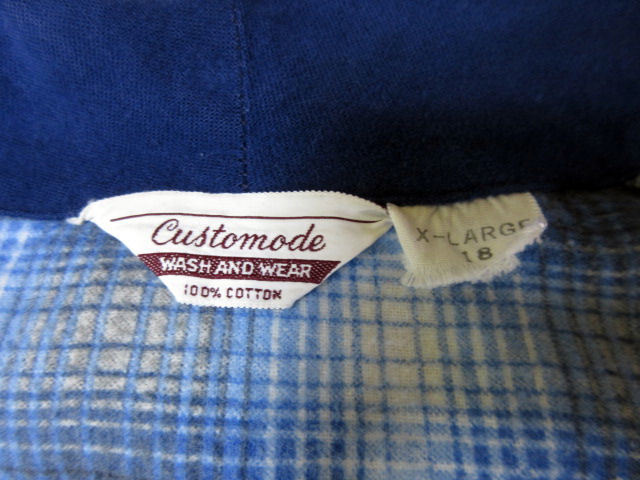 Customode
WASH AND WEAR
100% COTTON
X-LARGE
18